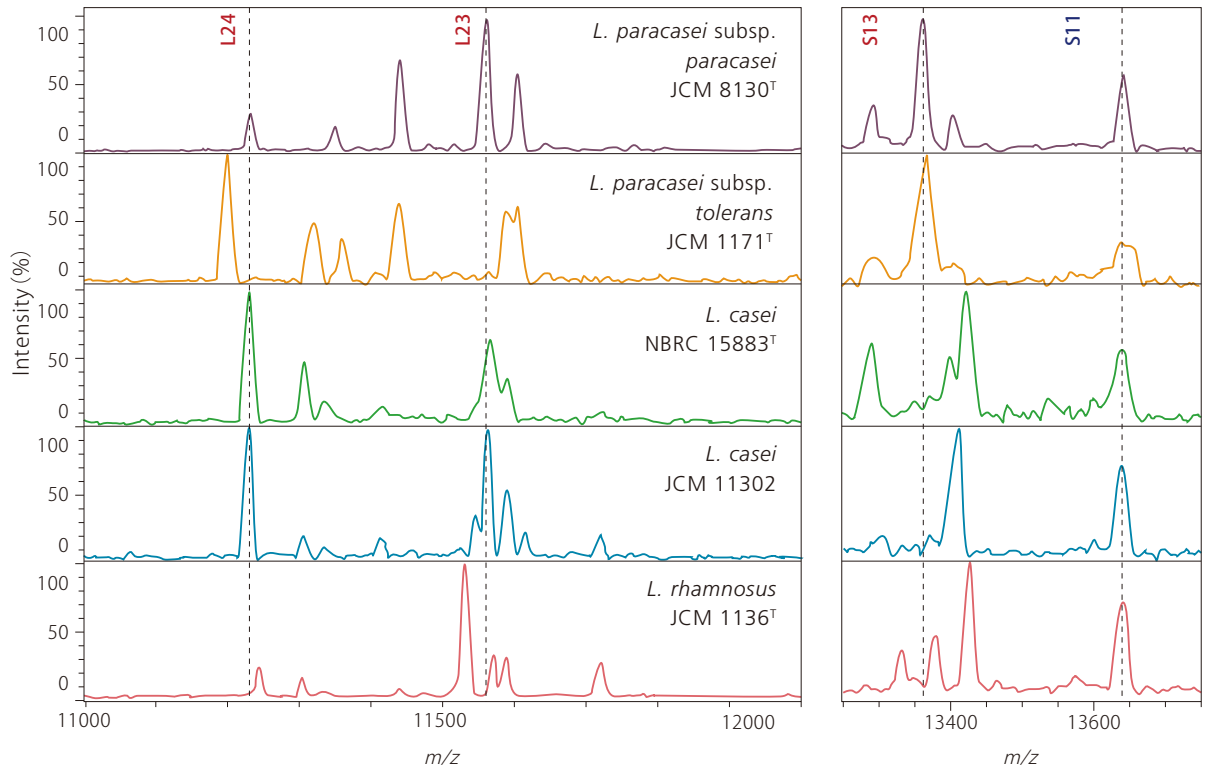 L24
L23
S13
S11
L. paracasei subsp.
paracasei
JCM 8130ᵀ
L. paracasei subsp.
tolerans
JCM 1171ᵀ
L. casei
NBRC 15883ᵀ
L. casei
JCM 11302
L. rhamnosus
JCM 1136ᵀ
Intensity (%)
100
50
0
100
50
0
100
50
0
100
50
0
100
50
0
11000
11500
12000
13400
13600
m/z
m/z